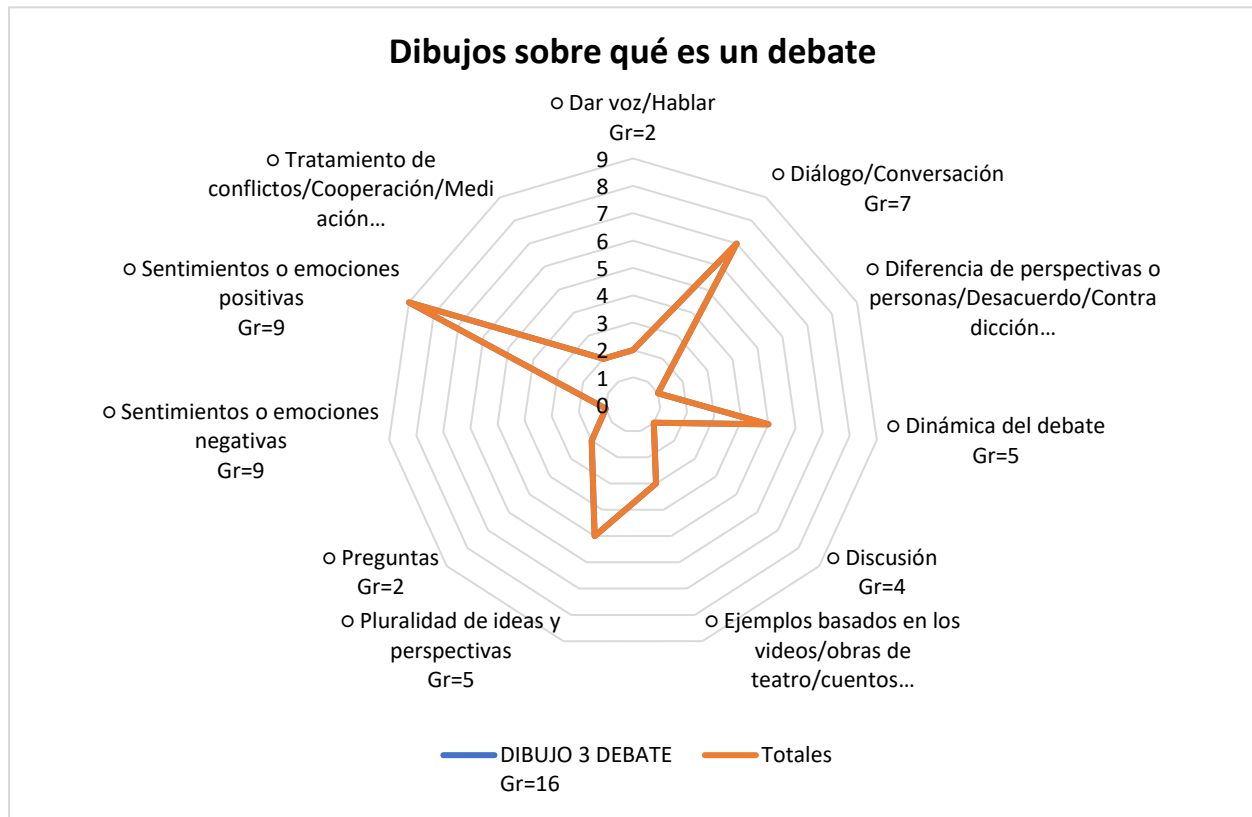 Dibujos sobre qué es un debate
○ Dar voz/Hablar
Gr=2
○ Diálogo/Conversación
Gr=7
○ Diferencia de perspectivas o
personas/Desacuerdo/Contra
dicción...
○ Dinámica del debate
Gr=5
○ Discusión
Gr=4
○ Ejemplos basados en los
videos/obras de
teatro/cuentos...
○ Pluralidad de ideas y
perspectivas
Gr=5
○ Preguntas
Gr=2
○ Sentimientos o emociones
negativas
Gr=9
○ Sentimientos o emociones
positivas
Gr=9
○ Tratamiento de
conflictos/Cooperación/Medi
ación...
9
8
7
6
5
4
3
2
1
0
DIBUJO 3 DEBATE
Gr=16
Totales